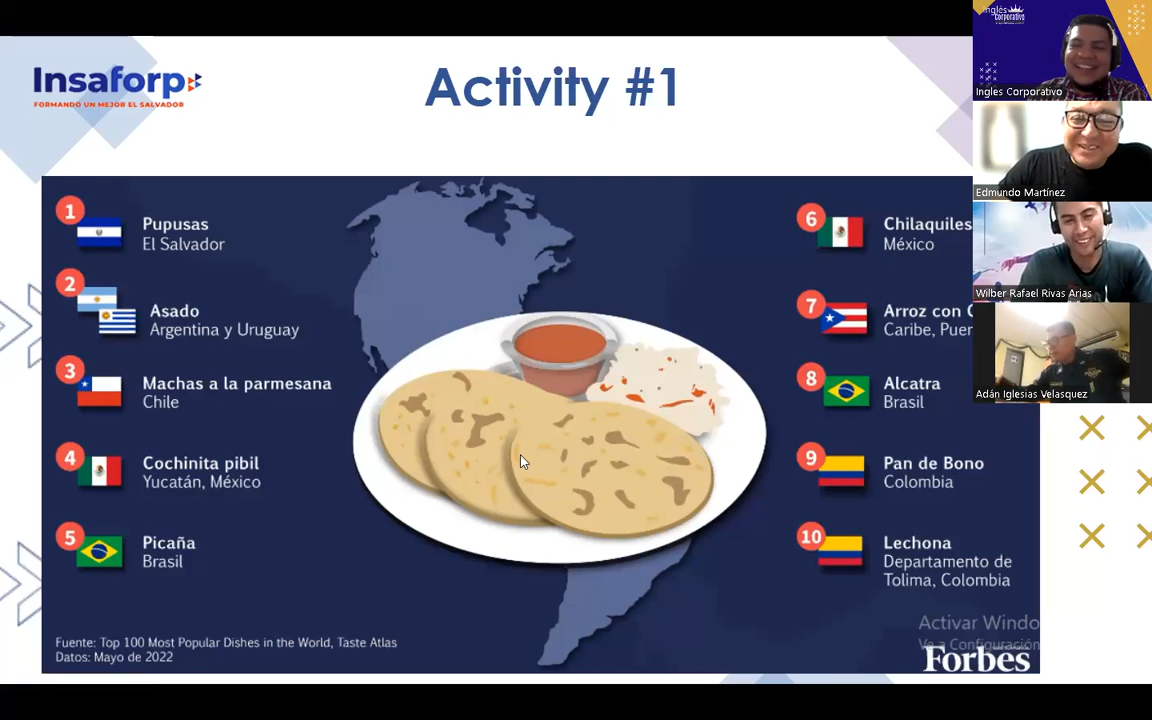 Insaforp
FORMANDO UN MEJOR EL SALVADOR
Activity #1
1
Pupusas
El Salvador
2
Asado
Argentina y Uruguay
3
Machas a la parmesana
Chile
4
Cochinita pibil
Yucatán, México
5
Picaña
Brasil
6
Chilaquiles
México
7
Arroz con
Caribe, Puer
8
Alcatra
Brasil
9
Pan de Bono
Colombia
10
Lechona
Departamento de
Tolima, Colombia
Fuente: Top 100 Most Popular Dishes in the World, Taste Atlas
Datos: Mayo de 2022
Activar Windo
Ve a Configuración
Forbes
Inglés
Corporativo
Ingles Corporativo
Edmundo Martínez
Wilber Rafael Rivas Arias
Adán Iglesias Velasquez